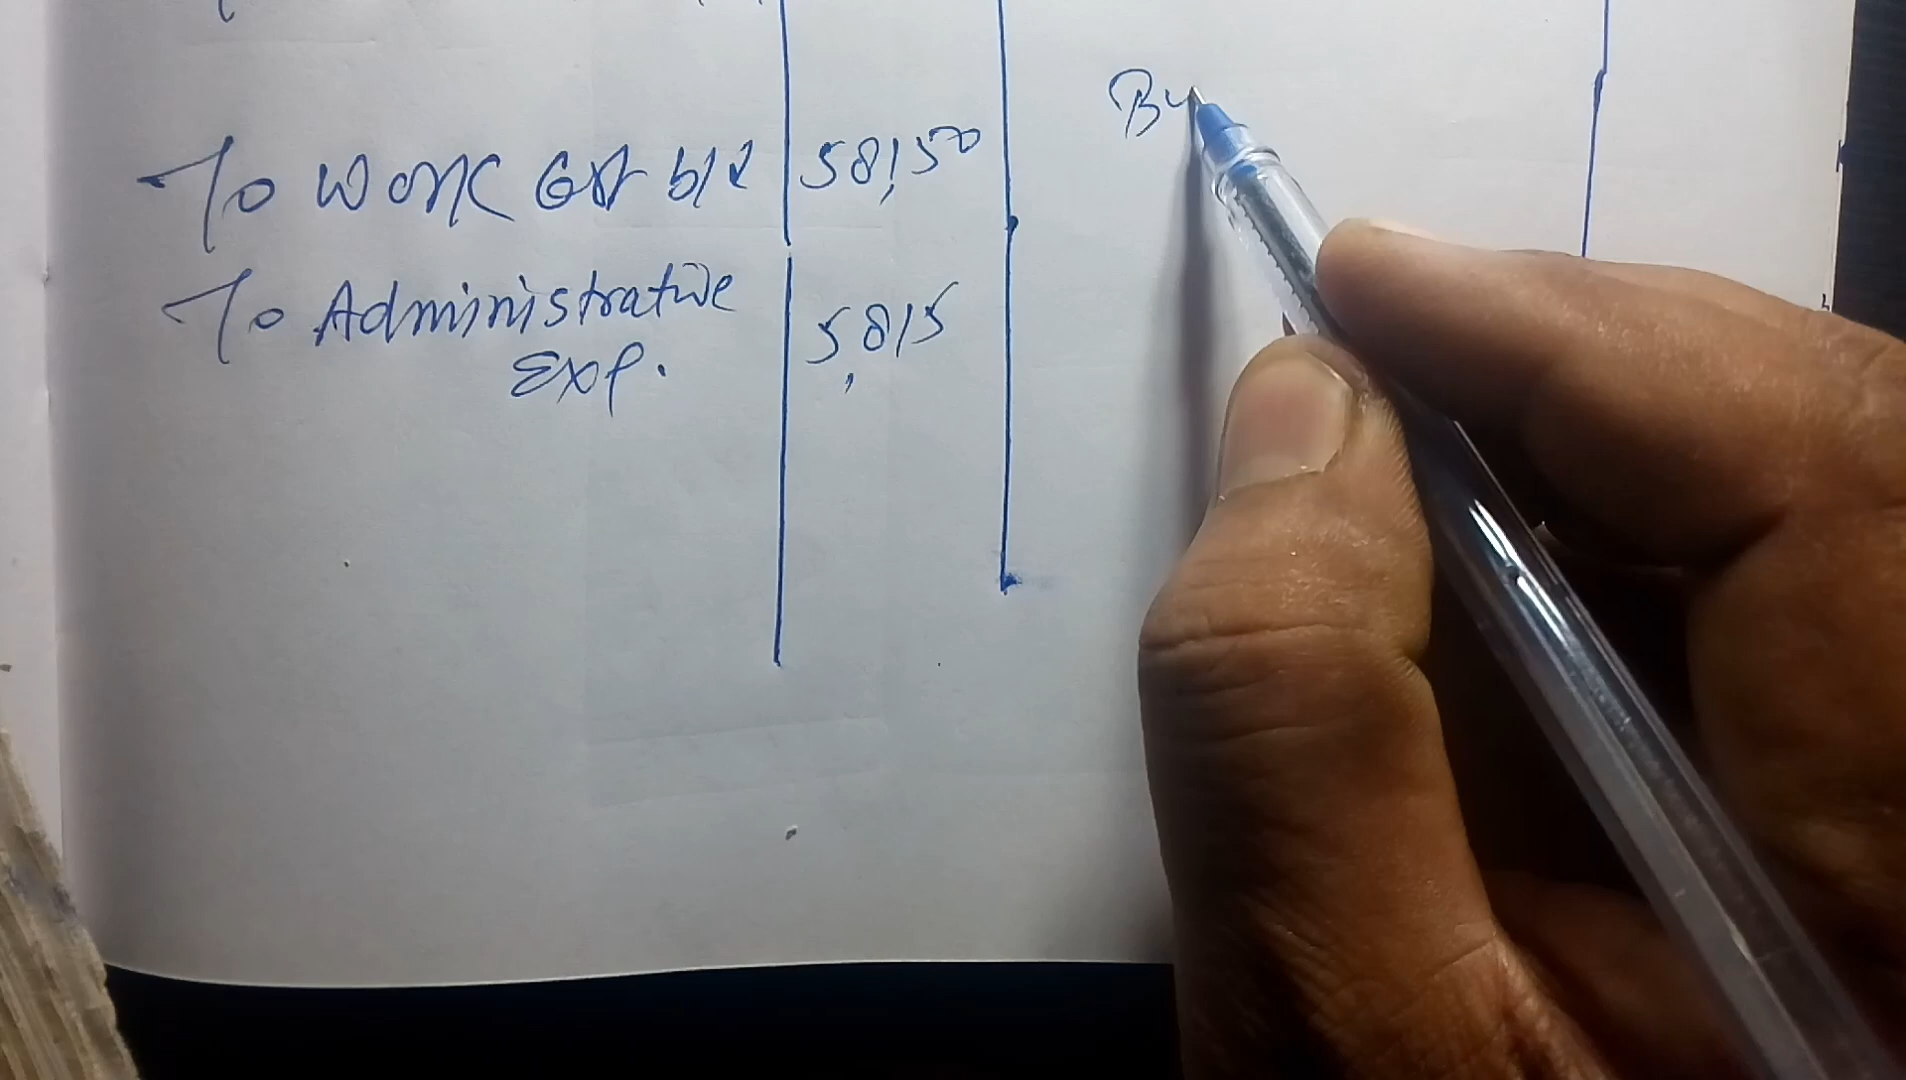 To Work Cost b/d 58,150
To Administrative
Exp. 5,815
By